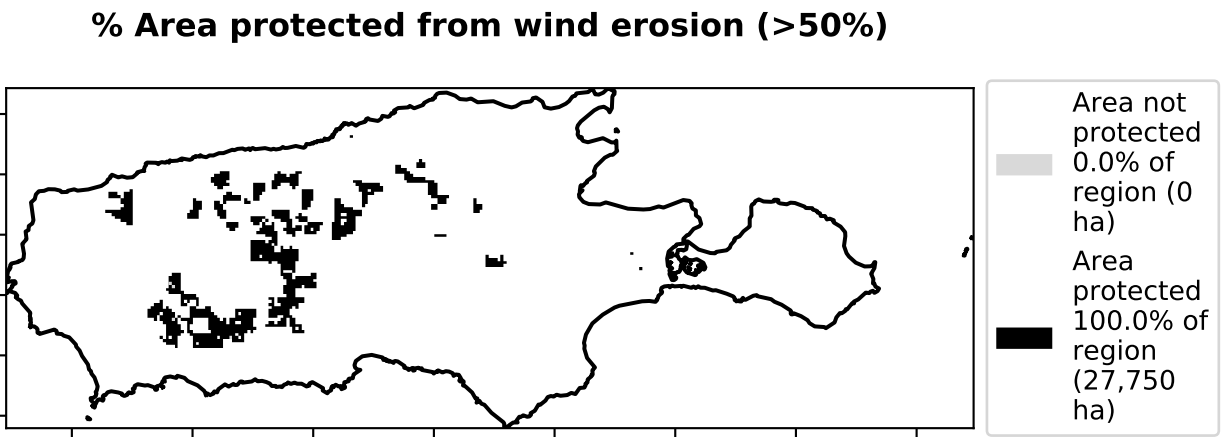 % Area protected from wind erosion (>50%)
Area not
protected
0.0% of
region (0
ha)
Area
protected
100.0% of
region
(27,750
ha)